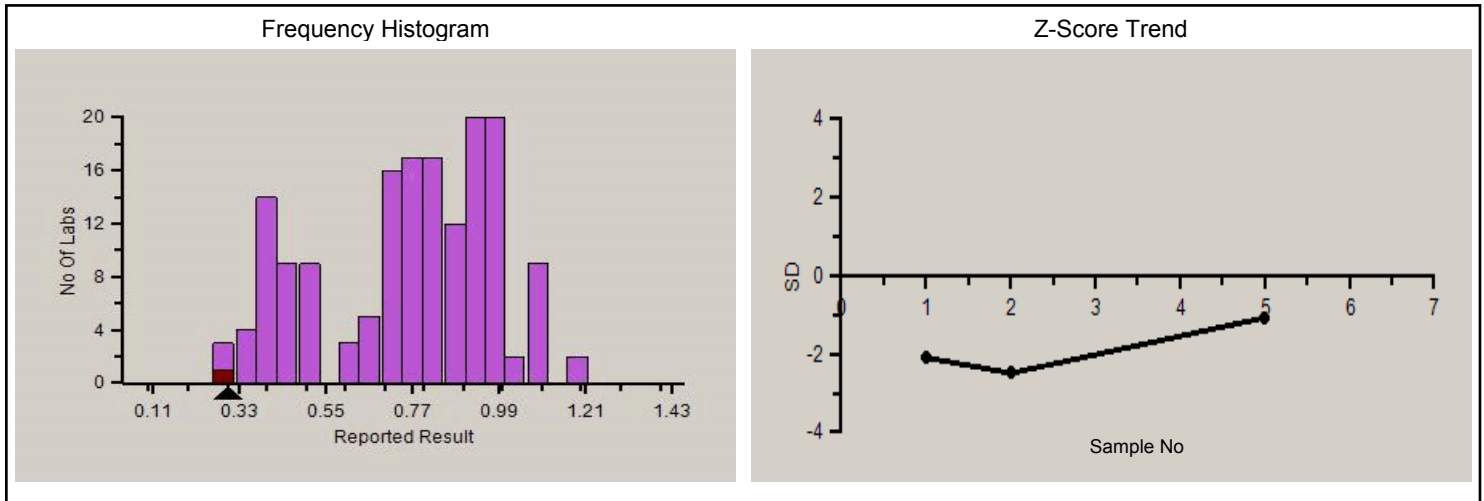 Frequency Histogram
20
16
12
8
4
0
No Of Labs
0.11 0.33 0.55 0.77 0.99 1.21 1.43
Reported Result
Z-Score Trend
4
2
0
-2
-4
SD
0 1 2 3 4 5 6 7
Sample No